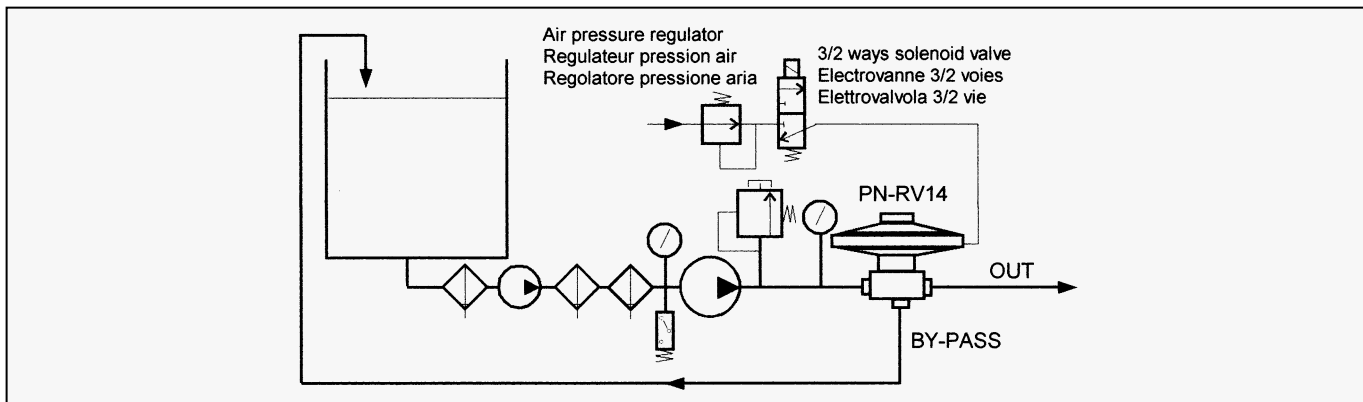 Air pressure regulator
Regulateur pression air
Regolatore pressione aria
3/2 ways solenoid valve
Electrovanne 3/2 voies
Elettrovalvola 3/2 vie
PN-RV14
OUT
BY-PASS